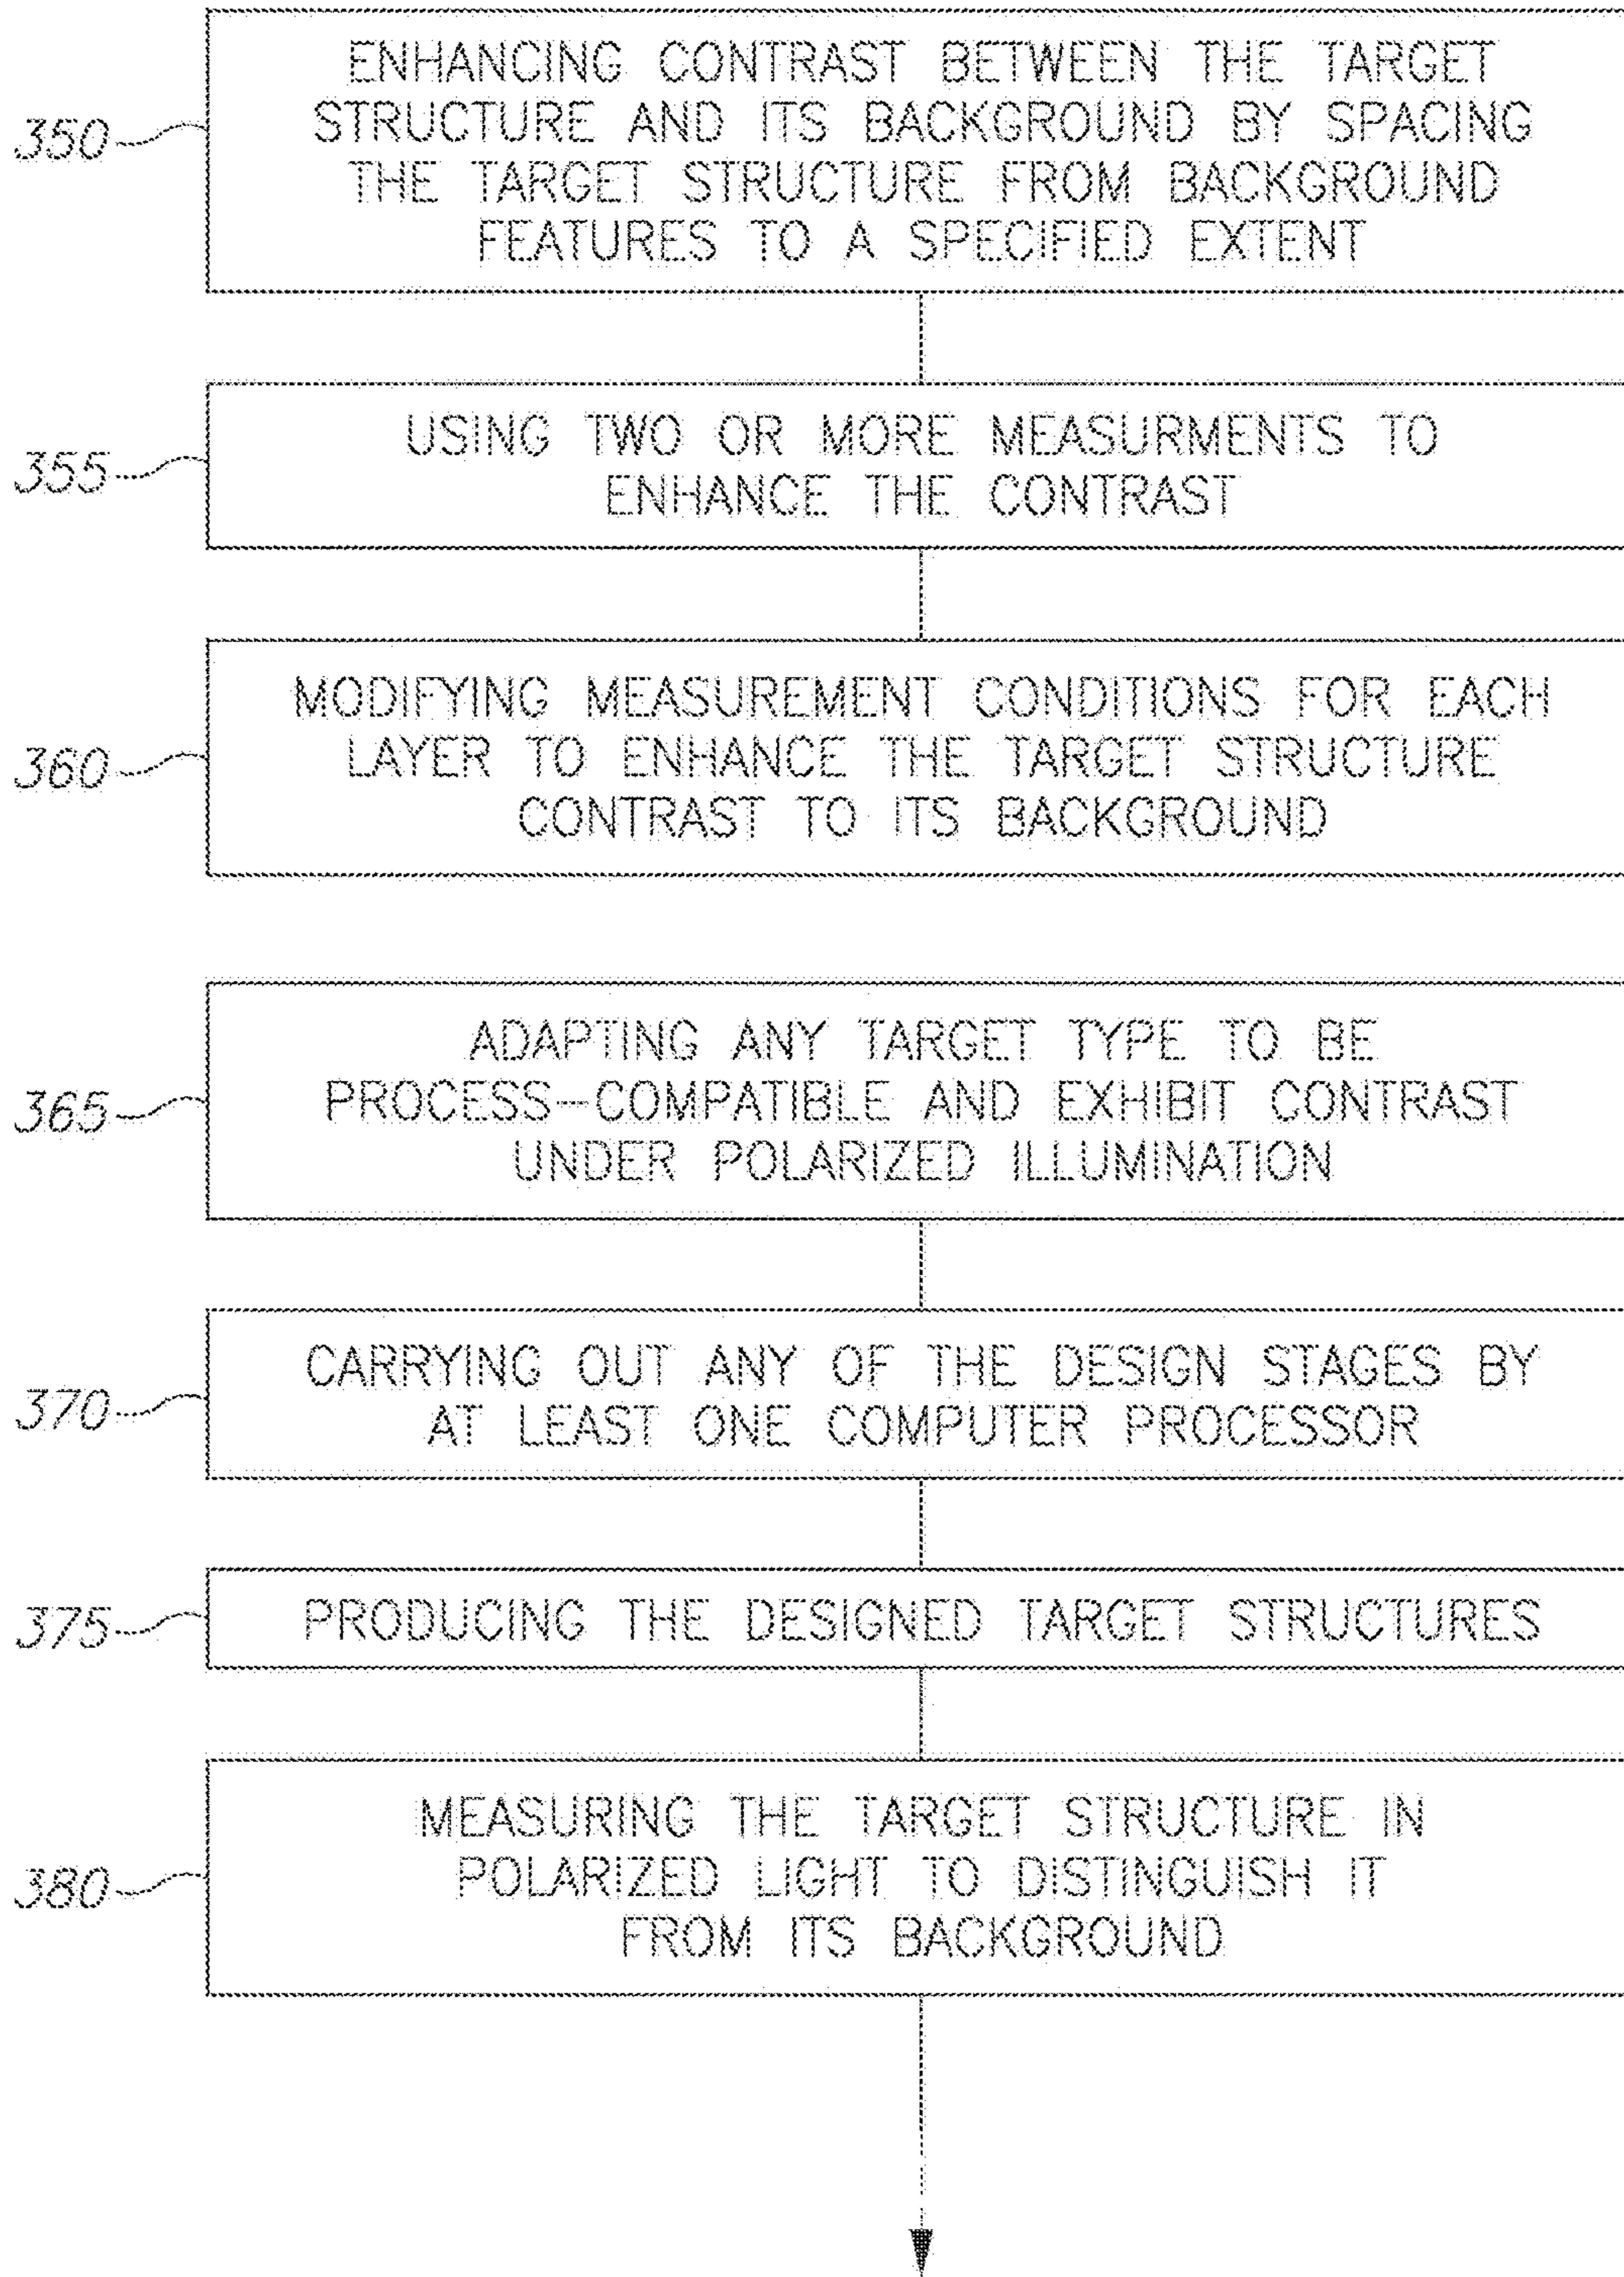 ENHANCING CONTRAST BETWEEN THE TARGET
STRUCTURE AND ITS BACKGROUND BY SPACING
THE TARGET STRUCTURE FROM BACKGROUND
FEATURES TO A SPECIFIED EXTENT
350
USING TWO OR MORE MEASURMENTS TO
ENHANCE THE CONTRAST
355
MODIFYING MEASUREMENT CONDITIONS FOR EACH
LAYER TO ENHANCE THE TARGET STRUCTURE
CONTRAST TO ITS BACKGROUND
360
ADAPTING ANY TARGET TYPE TO BE
PROCESS-COMPATIBLE AND EXHIBIT CONTRAST
UNDER POLARIZED ILLUMINATION
365
CARRYING OUT ANY OF THE DESIGN STAGES BY
AT LEAST ONE COMPUTER PROCESSOR
370
PRODUCING THE DESIGNED TARGET STRUCTURES
375
MEASURING THE TARGET STRUCTURE IN
POLARIZED LIGHT TO DISTINGUISH IT
FROM ITS BACKGROUND
380